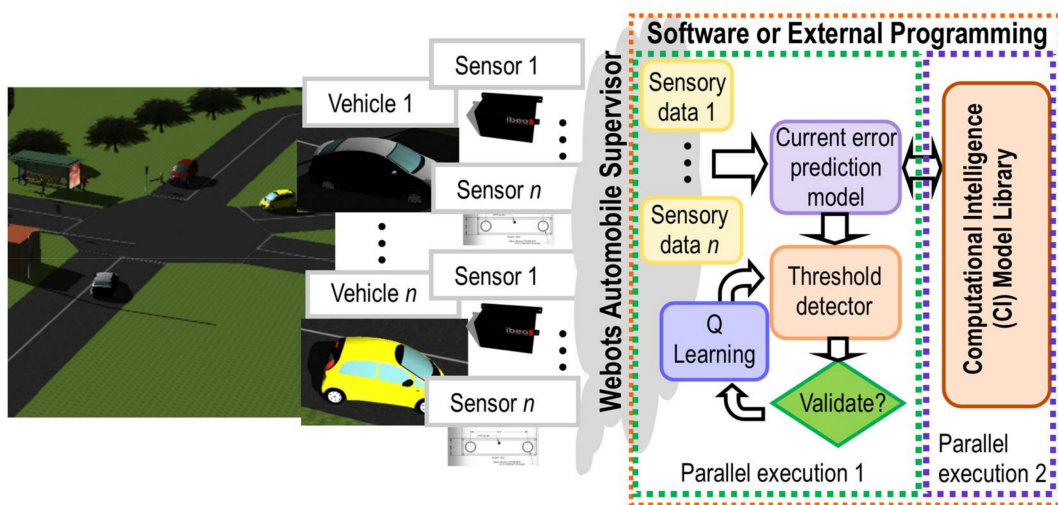 Vehicle 1
Sensor 1
ibeo
Sensor n
Vehicle n
Sensor 1
ibeo
Sensor n
Webots Automobile Supervisor
Software or External Programming
Sensory
data 1
Sensory
data n
Current error
prediction
model
Threshold
detector
Q
Learning
Validate?
Parallel execution 1
Computational Intelligence
(CI) Model Library
Parallel
execution 2